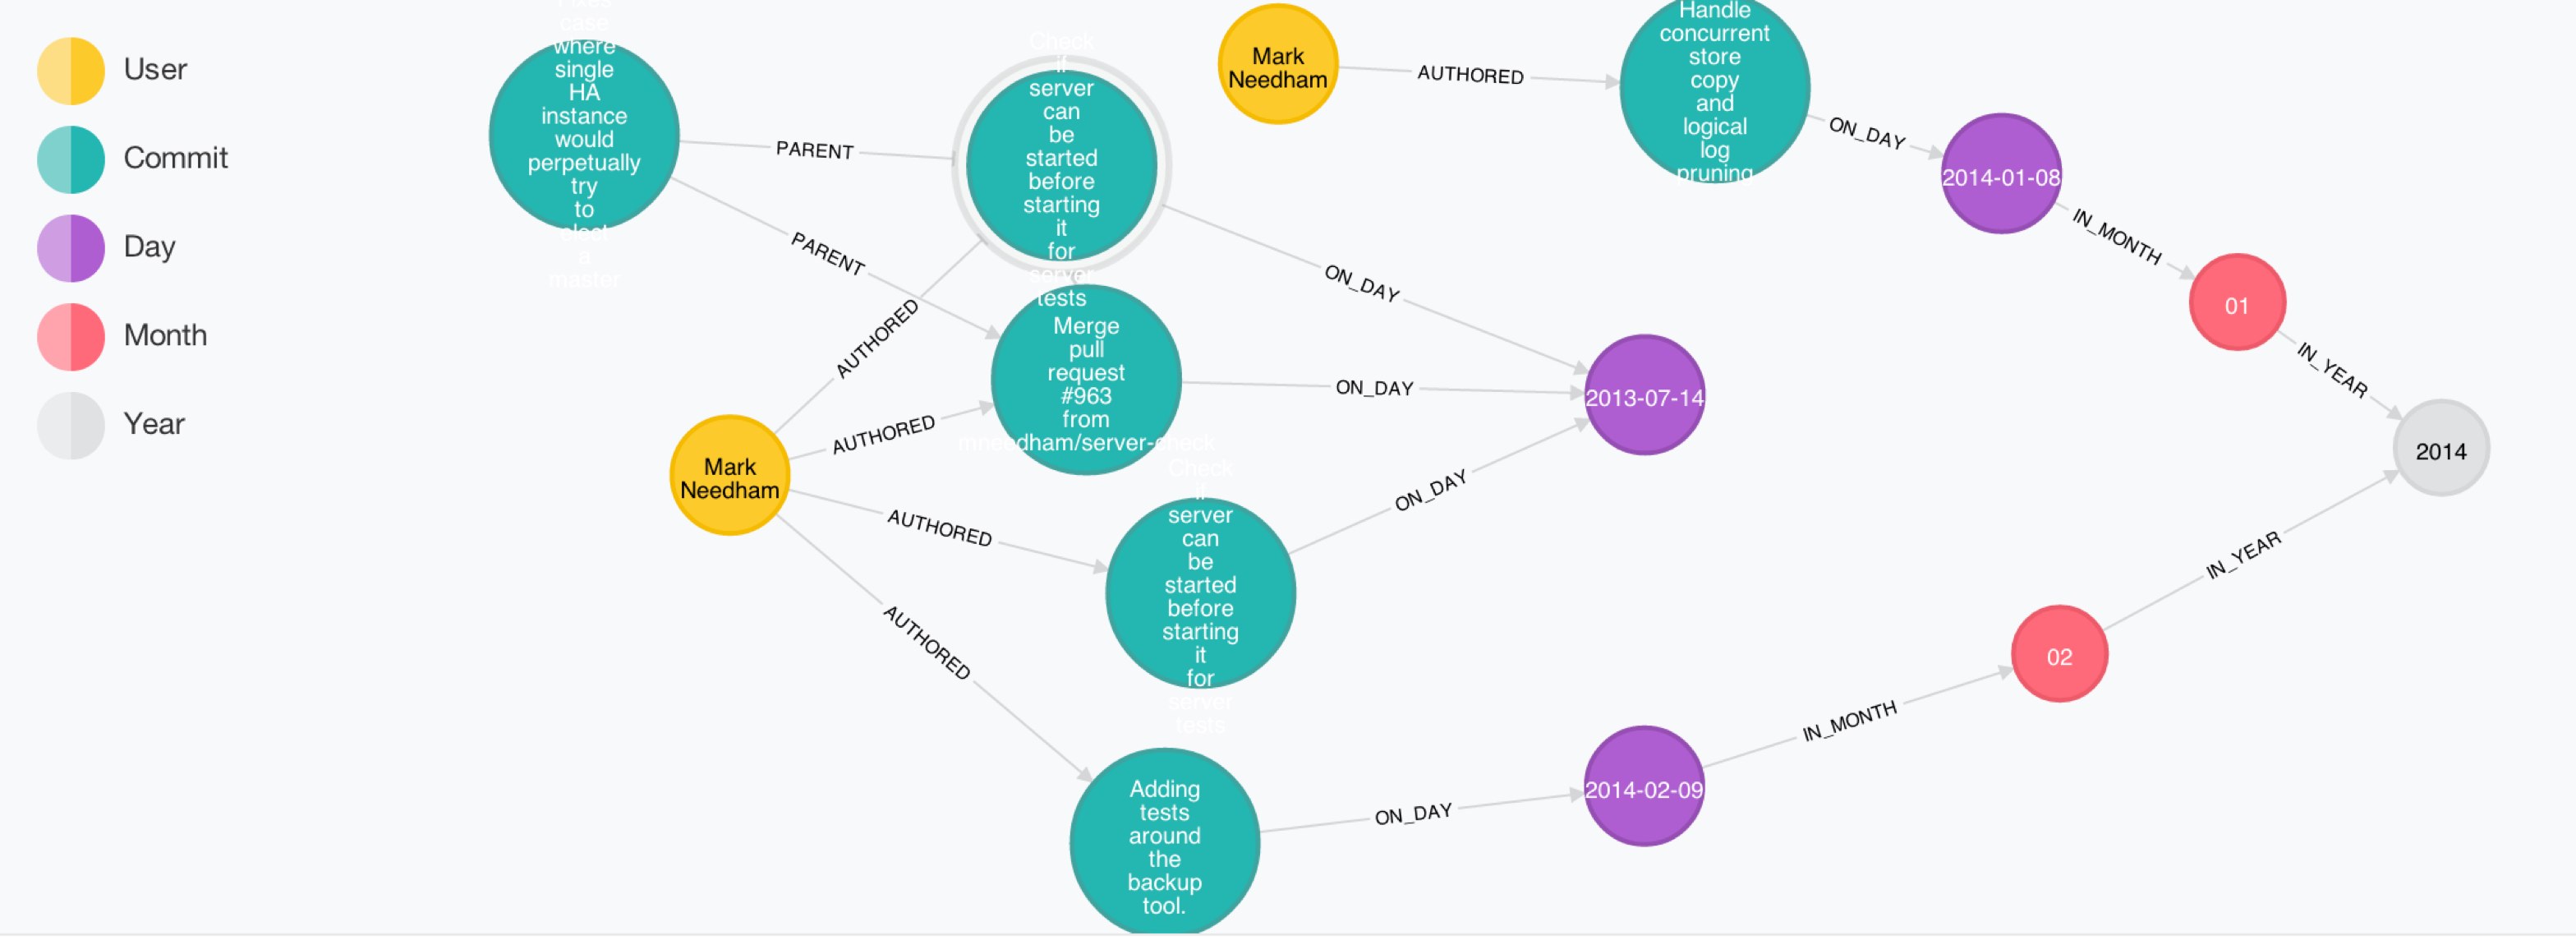 User
Commit
Day
Month
Year
Fixes
case
where
single
HA
instance
would
perpetually
try
to
elect
a
master
PARENT
PARENT
Check
if
server
can
be
started
before
starting
it
for
server
tests
Mark
Needham
AUTHORED
Handle
concurrent
store
copy
and
logical
log
pruning
ON_DAY
2014-01-08
IN_MONTH
01
IN_YEAR
2014
Mark
Needham
AUTHORED
AUTHORED
AUTHORED
AUTHORED
Merge
pull
request
#963
from
mneedham/server-check
ON_DAY
ON_DAY
ON_DAY
2013-07-14
Check
if
server
can
be
started
before
starting
it
for
server
tests
Adding
tests
around
the
backup
tool.
ON_DAY
2014-02-09
IN_MONTH
02
IN_YEAR